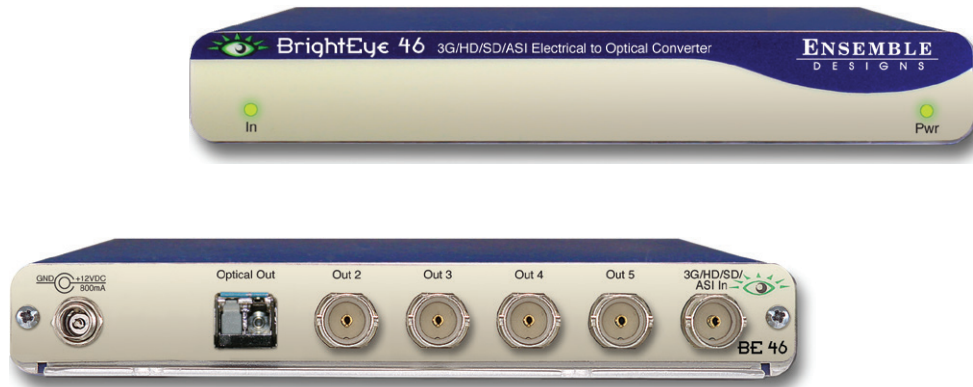 BrightEye 46 3G/HD/SD/ASI Electrical to Optical Converter
ENSEMBLE
DESIGNS
In
Pwr
GND +12VDC
800mA
Optical Out
Out 2
Out 3
Out 4
Out 5
3G/HD/SD/
ASI In
BE 46